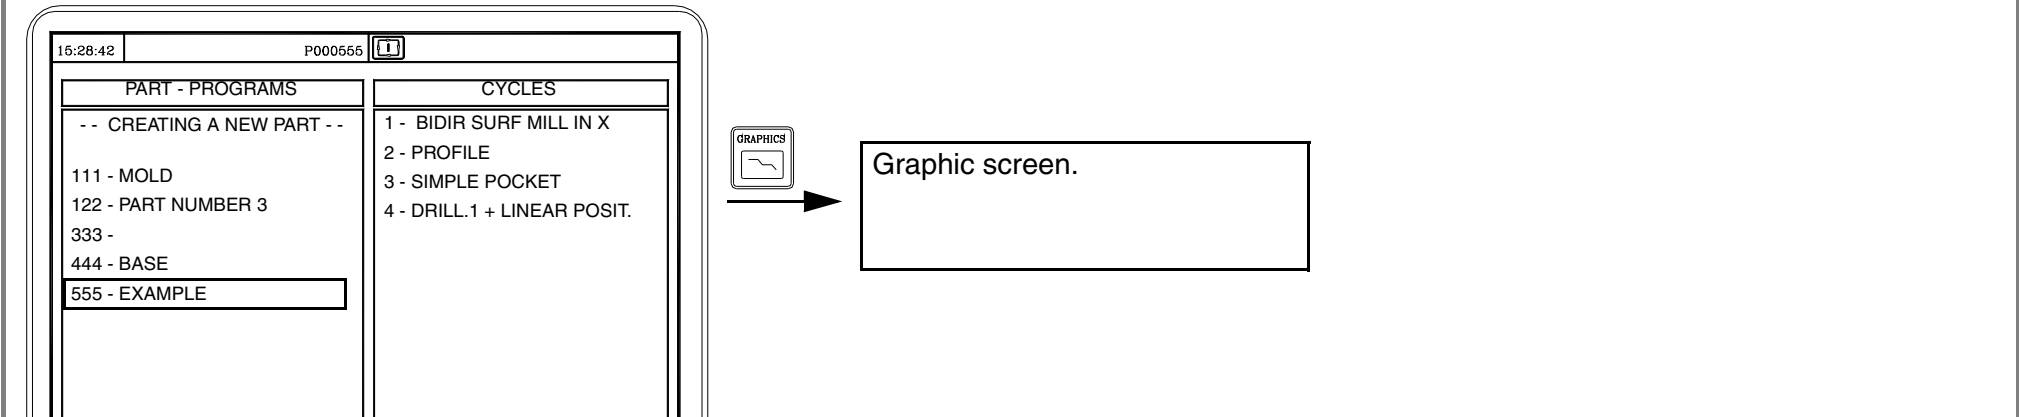 15:28:42
P000555
PART - PROGRAMS
- -  CREATING A NEW PART - -
111 - MOLD
122 - PART NUMBER 3
333 -
444 - BASE
555 - EXAMPLE
CYCLES
1 -  BIDIR SURF MILL IN X
2 - PROFILE
3 - SIMPLE POCKET
4 - DRILL.1 + LINEAR POSIT.
GRAPHICS
Graphic screen.